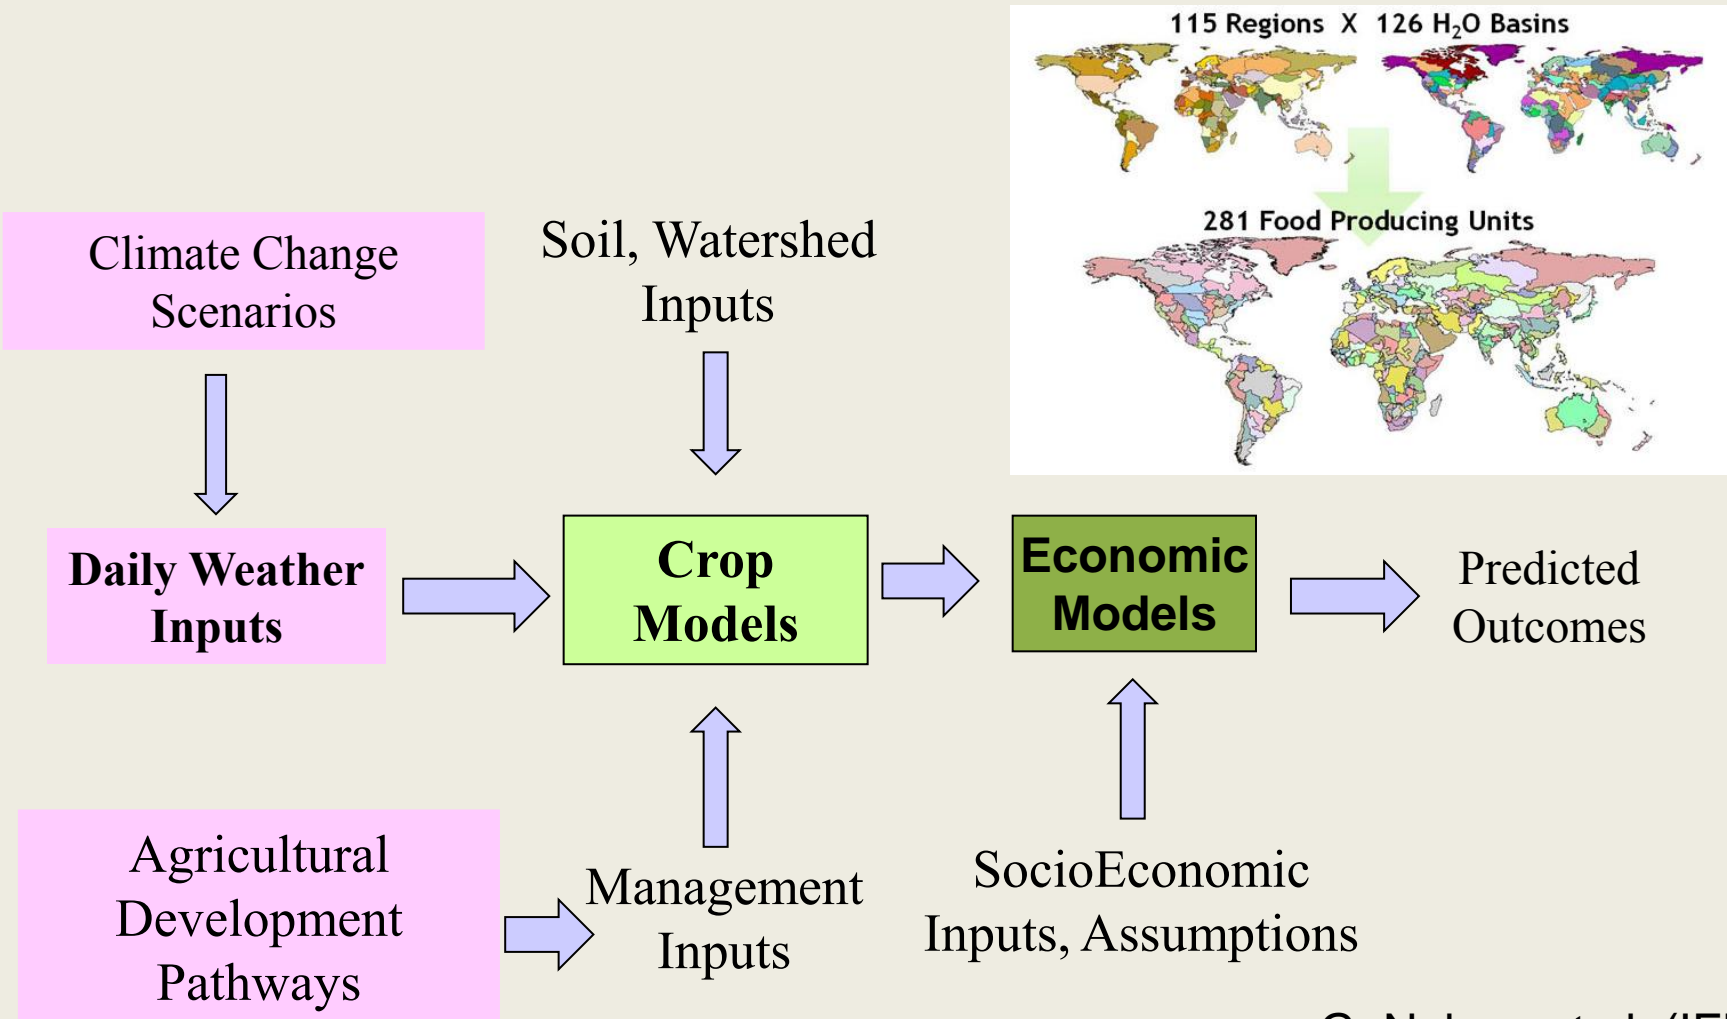 115 Regions X 126 H₂O Basins
281 Food Producing Units
Climate Change
Scenarios
Soil, Watershed
Inputs
Daily Weather
Inputs
Crop
Models
Economic
Models
Predicted
Outcomes
Agricultural
Development
Pathways
Management
Inputs
SocioEconomic
Inputs, Assumptions